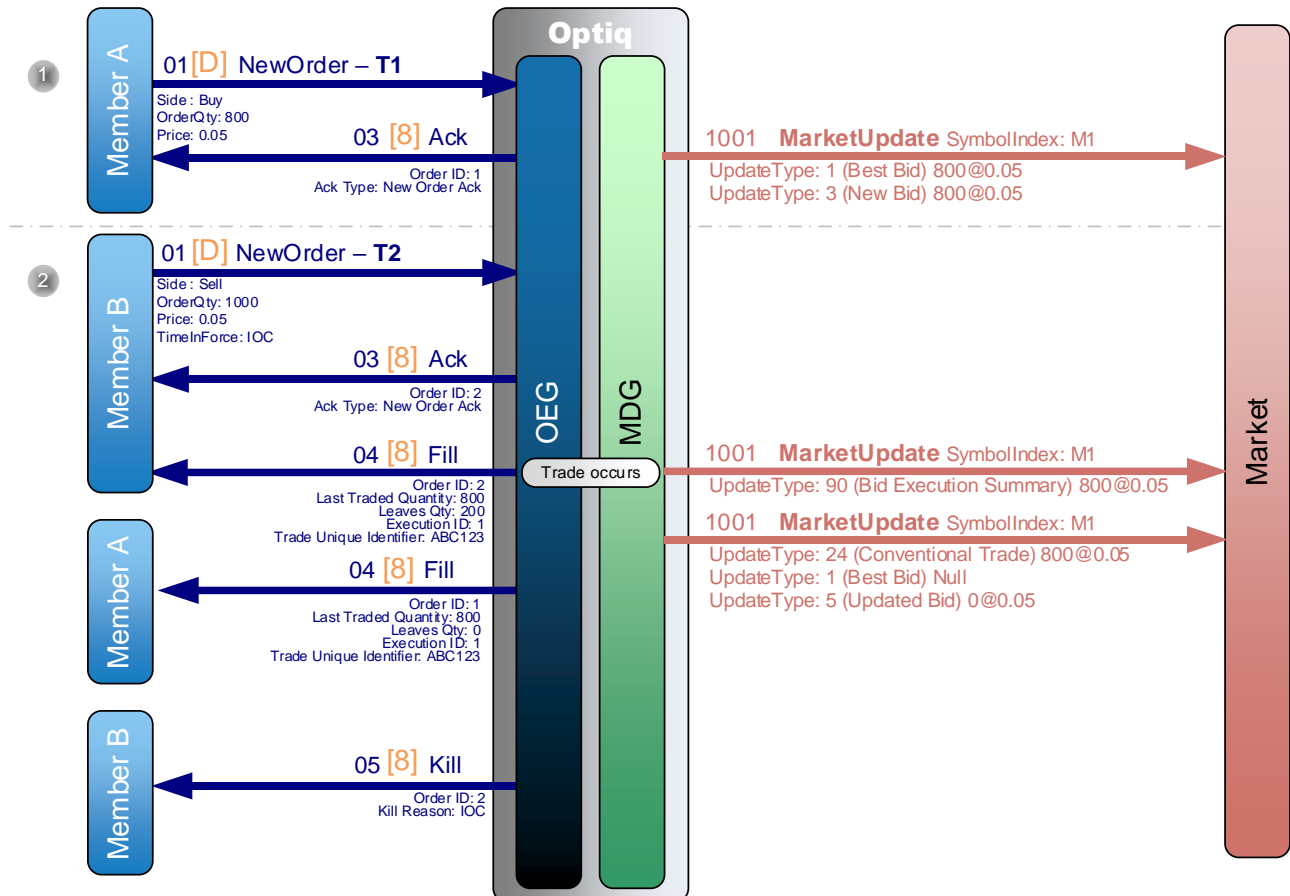 Optiq
OEG
MDG
Market
1
Member A
01 [D] NewOrder – T1
Side : Buy
OrderQty: 800
Price: 0.05
03 [8] Ack
Order ID: 1
Ack Type: New Order Ack
1001 MarketUpdate SymbolIndex: M1
UpdateType: 1 (Best Bid) 800@0.05
UpdateType: 3 (New Bid) 800@0.05
2
Member B
01 [D] NewOrder – T2
Side : Sell
OrderQty: 1000
Price: 0.05
TimeInForce: IOC
03 [8] Ack
Order ID: 2
Ack Type: New Order Ack
04 [8] Fill
Order ID: 2
Last Traded Quantity: 800
Leaves Qty: 200
Execution ID: 1
Trade Unique Identifier: ABC123
Trade occurs
1001 MarketUpdate SymbolIndex: M1
UpdateType: 90 (Bid Execution Summary) 800@0.05
1001 MarketUpdate SymbolIndex: M1
UpdateType: 24 (Conventional Trade) 800@0.05
UpdateType: 1 (Best Bid) Null
UpdateType: 5 (Updated Bid) 0@0.05
Member A
04 [8] Fill
Order ID: 1
Last Traded Quantity: 800
Leaves Qty: 0
Execution ID: 1
Trade Unique Identifier: ABC123
Member B
05 [8] Kill
Order ID: 2
Kill Reason: IOC